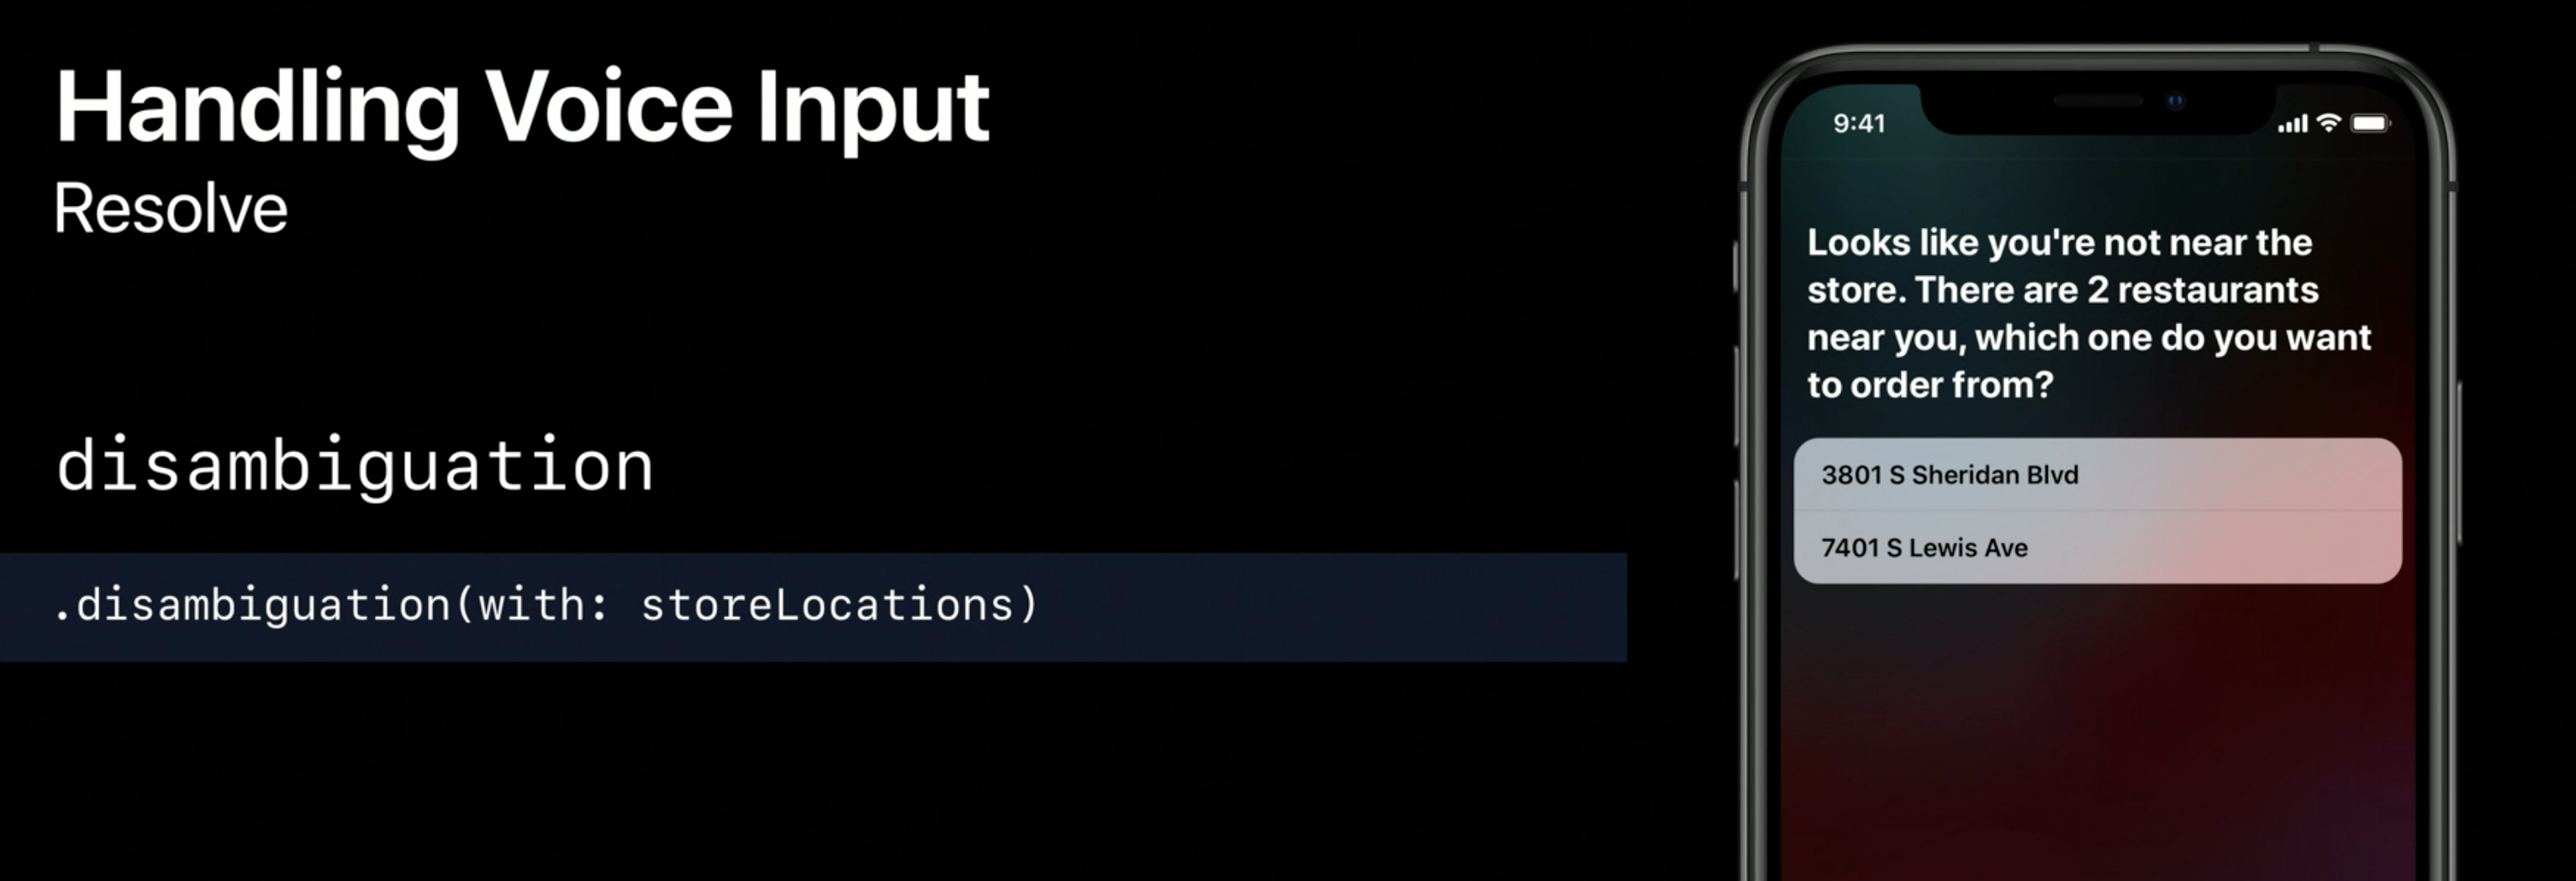 Handling Voice Input
Resolve
disambiguation
.disambiguation(with: storeLocations)
9:41
Looks like you're not near the
store. There are 2 restaurants
near you, which one do you want
to order from?
3801 S Sheridan Blvd
7401 S Lewis Ave